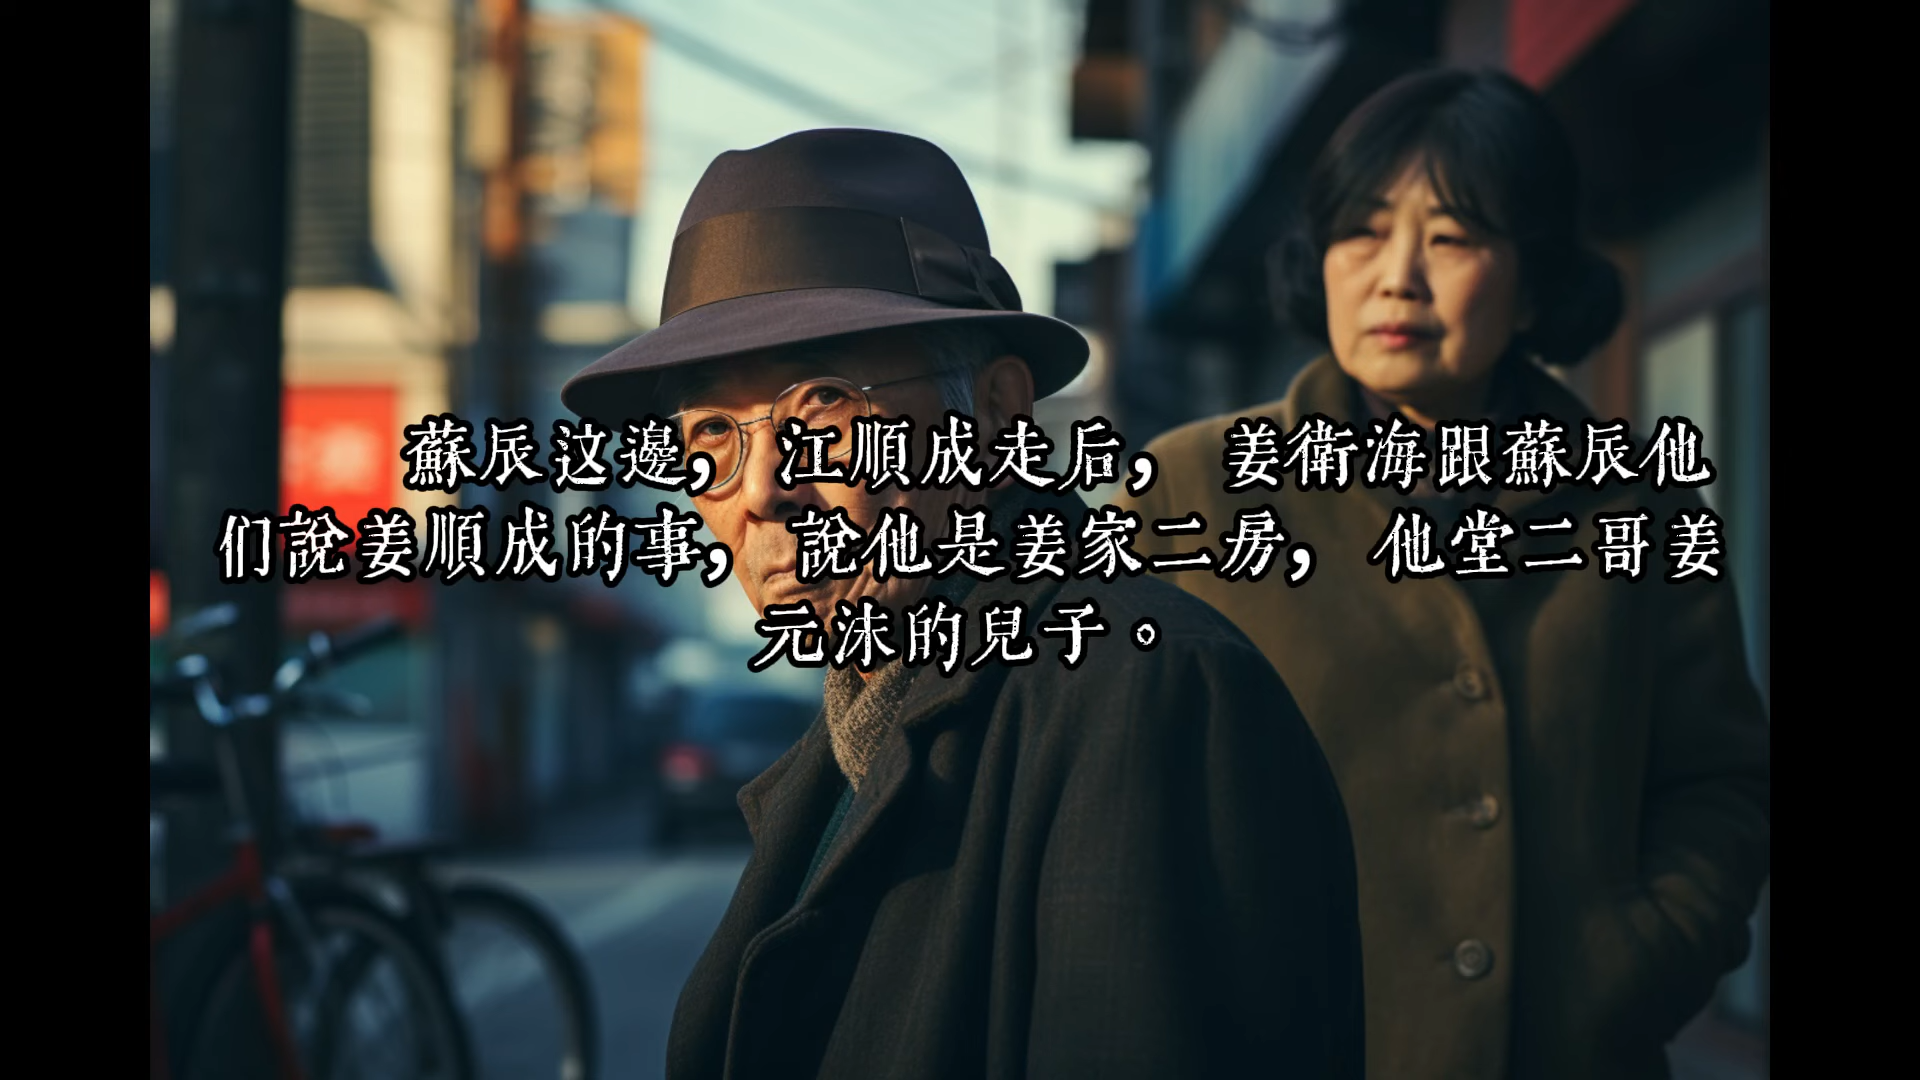 蘇辰这邊，江順成走后，姜衛海跟蘇辰他
们說姜順成的事，說他是姜家二房，他堂二哥姜
元沫的兒子。